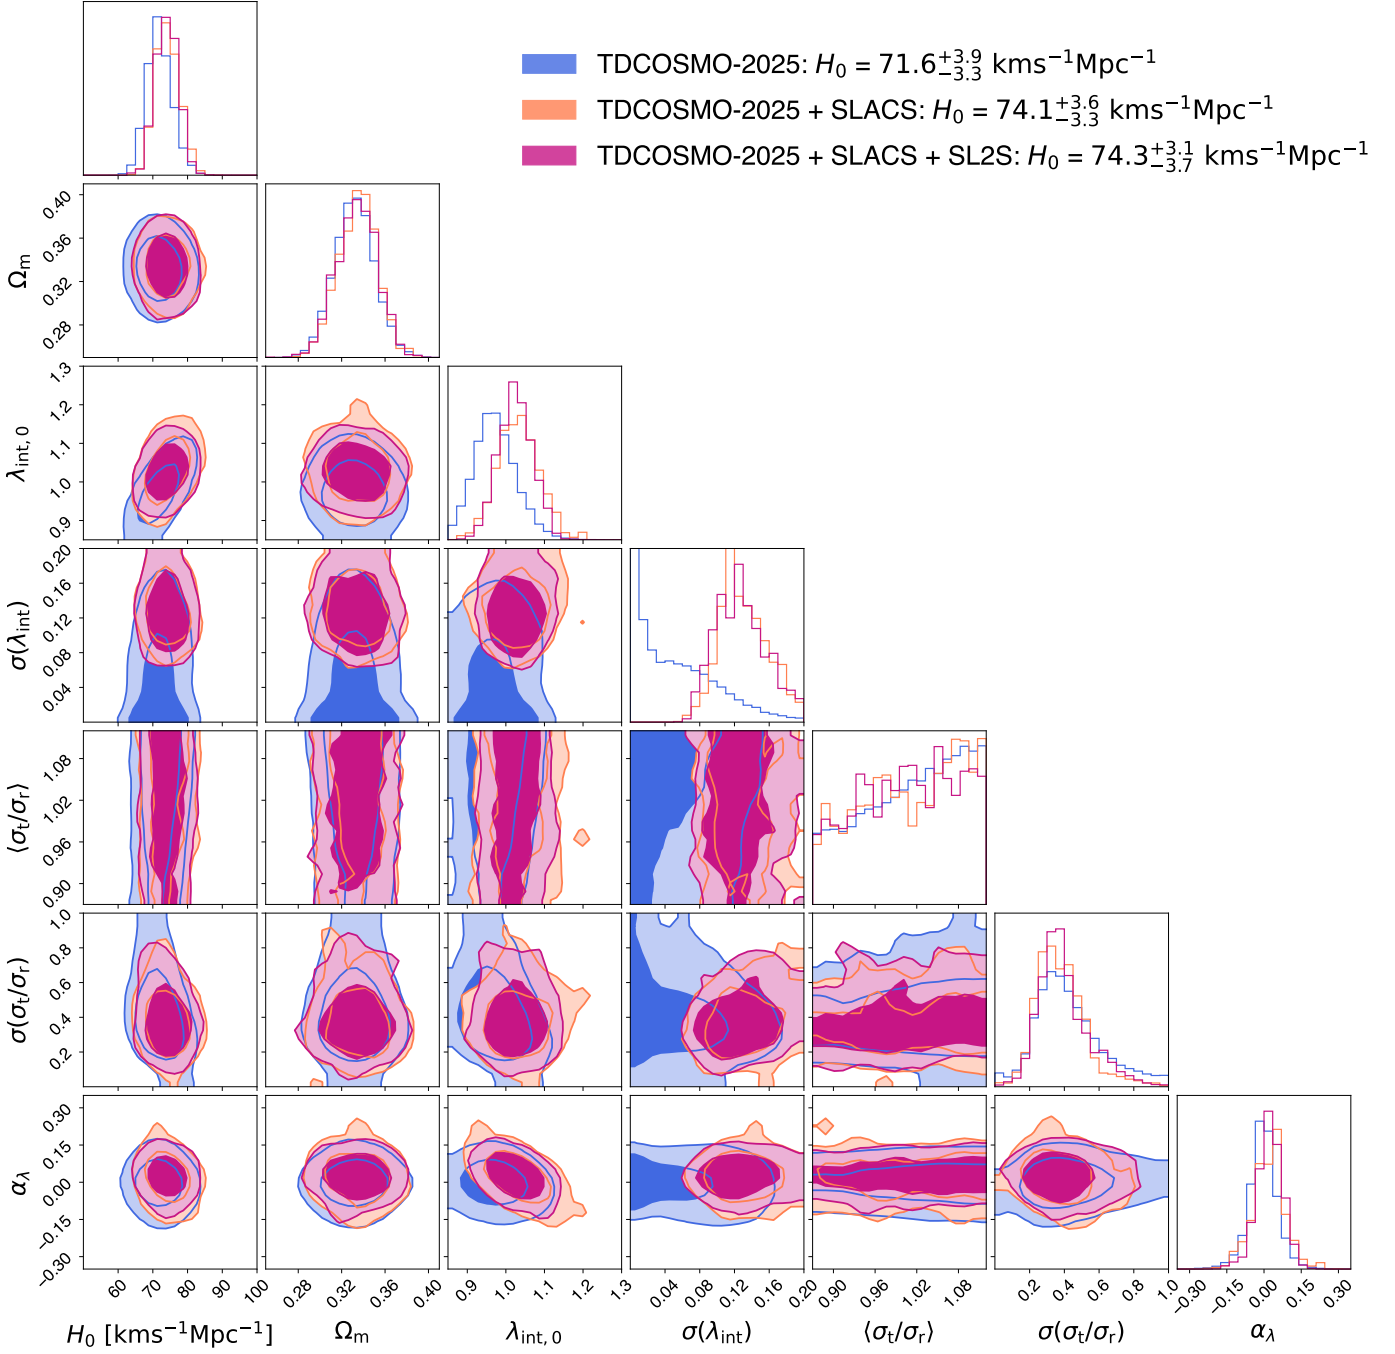 TDCOSMO-2025: H₀ = 71.6⁺³·⁹₋₃.₃ kms⁻¹Mpc⁻¹
TDCOSMO-2025 + SLACS: H₀ = 74.1⁺³·⁶₋₃.₃ kms⁻¹Mpc⁻¹
TDCOSMO-2025 + SLACS + SL2S: H₀ = 74.3⁺³·¹₋₃.₇ kms⁻¹Mpc⁻¹
Ωm
0.40
0.36
0.32
0.28
λint, 0
1.3
1.2
1.1
1.0
0.9
σ(λint)
0.20
0.16
0.12
0.08
0.04
⟨σt/σr⟩
1.08
1.02
0.96
0.90
σ(σt/σr)
1.0
0.8
0.6
0.4
0.2
αλ
0.30
0.15
0.00
−0.15
−0.30
60 70 80 90 100
0.28 0.32 0.36 0.40
0.9 1.0 1.1 1.2 1.3
0.04 0.08 0.12 0.16 0.20
0.90 0.96 1.02 1.08
0.2 0.4 0.6 0.8 1.0
−0.30 −0.15 0.00 0.15 0.30
H₀ [kms⁻¹Mpc⁻¹]
Ωm
λint, 0
σ(λint)
⟨σt/σr⟩
σ(σt/σr)
αλ